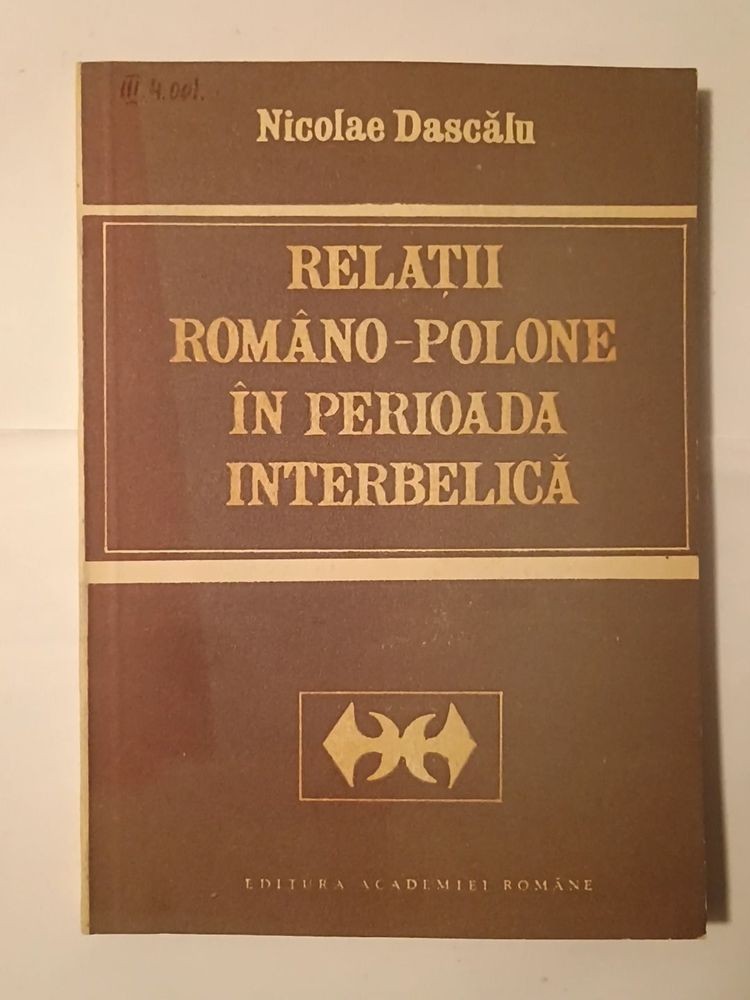 III 4.001.
Nicolae Dascălu
RELAȚII
ROMÂNO-POLONE
ÎN PERIOADA
INTERBELICĂ
EDITURA ACADEMIEI ROMÂNE